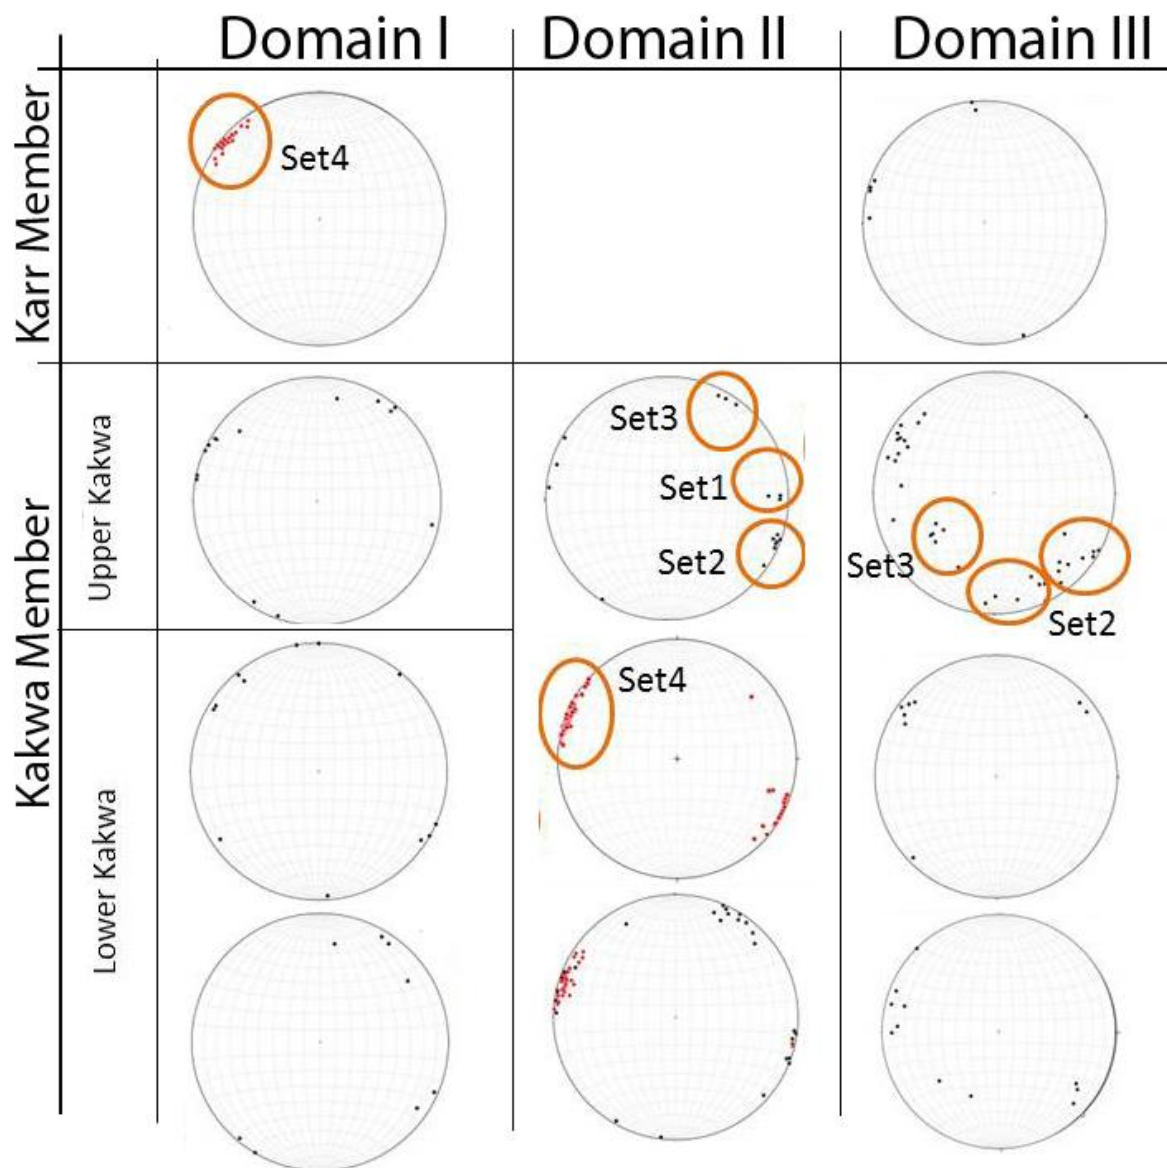 Domain I
Domain II
Domain III
Karr Member
Set4
Kakwa Member
Upper Kakwa
Set3
Set1
Set2
Set3
Set2
Lower Kakwa
Set4